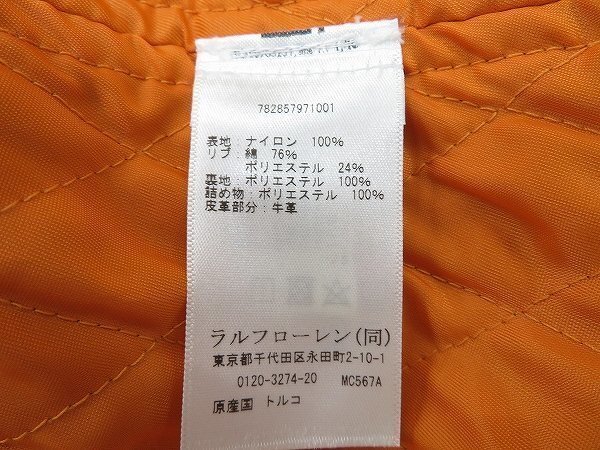 782857971001
表地：ナイロン 100%
リブ：綿 76%
ポリエステル 24%
裏地：ポリエステル 100%
詰め物：ポリエステル 100%
皮革部分：牛革
ラルフローレン(同)
東京都千代田区永田町2-10-1
0120-3274-20 MC567A
原産国 トルコ